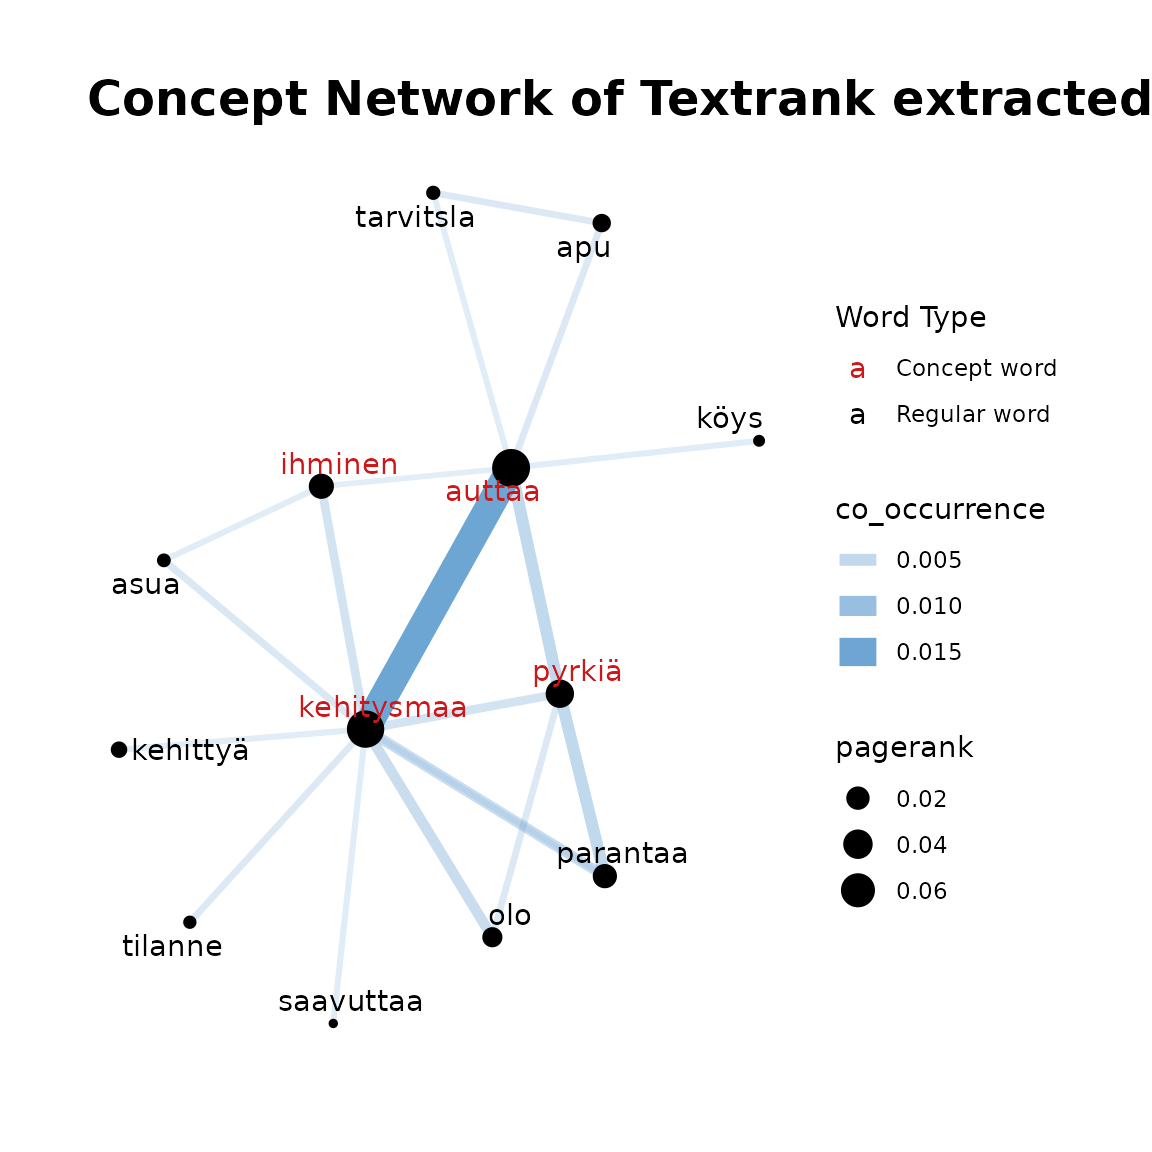 Concept Network of Textrank extracted
tarvitsla
apu
köys
ihminen
auttaa
asua
pyrkiä
kehitysmaa
kehittyä
parantaa
olo
tilanne
saavuttaa
Word Type
a Concept word
a Regular word
co_occurrence
0.005
0.010
0.015
pagerank
0.02
0.04
0.06